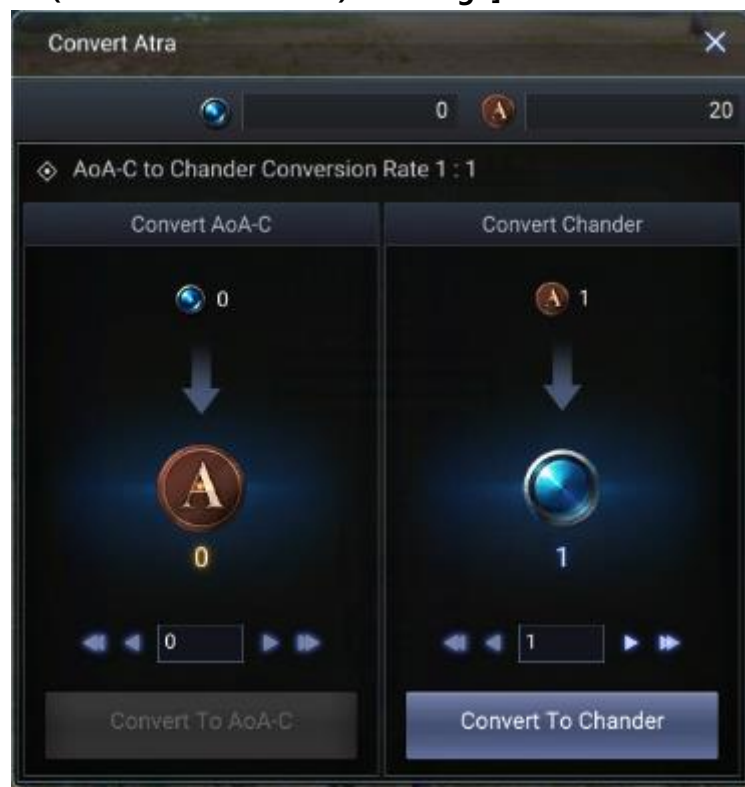 Convert Atra
0
20
AoA-C to Chander Conversion Rate 1 : 1
Convert AoA-C
Convert Chander
0
1
A
0
1
0
1
Convert To AoA-C
Convert To Chander